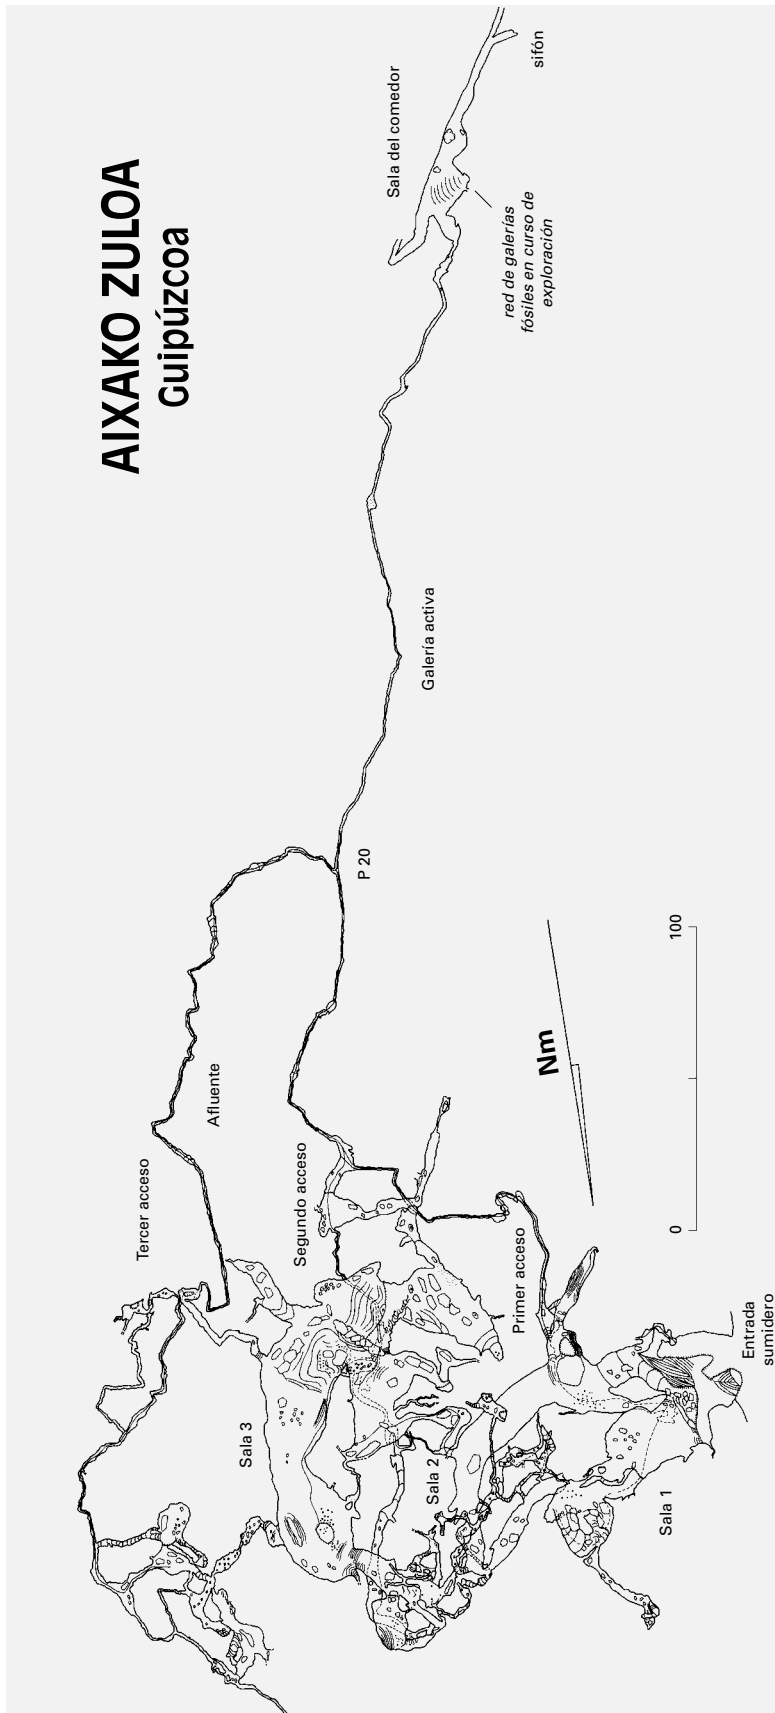 AIXAKO ZULOA
Guipúzcoa
sifón
Sala del comedor
red de galerías
fósiles en curso de
exploración
Galería activa
P 20
Afluente
Tercer acceso
Segundo acceso
Primer acceso
Nm
0
100
Sala 3
Sala 2
Sala 1
Entrada
sumidero